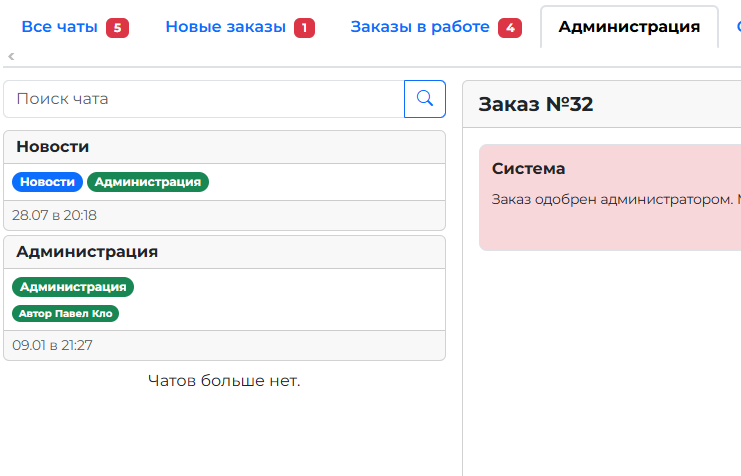 Все чаты 5 Новые заказы 1 Заказы в работе 4 Администрация
Поиск чата
Новости
Новости Администрация
28.07 в 20:18
Администрация
Администрация
Автор Павел Кло
09.01 в 21:27
Чатов больше нет.
Заказ №32
Система
Заказ одобрен администратором.